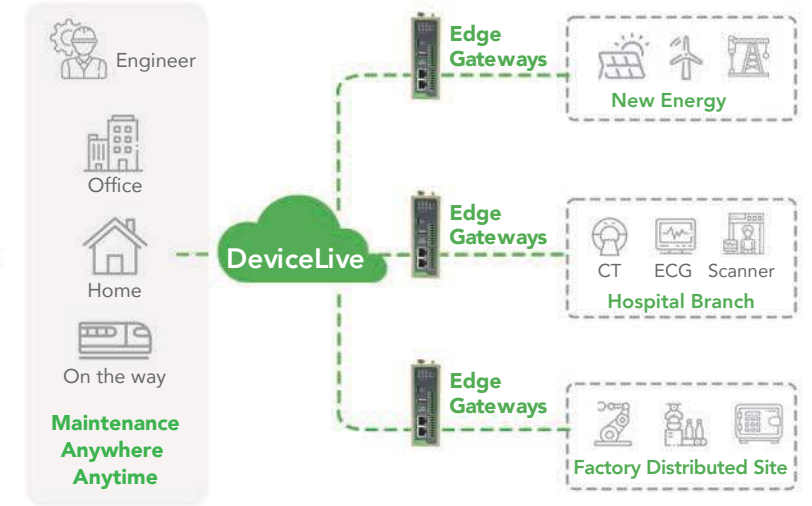 Engineer
Office
Home
On the way
Maintenance
Anywhere
Anytime
DeviceLive
Edge
Gateways
New Energy
Edge
Gateways
CT ECG Scanner
Hospital Branch
Edge
Gateways
Factory Distributed Site